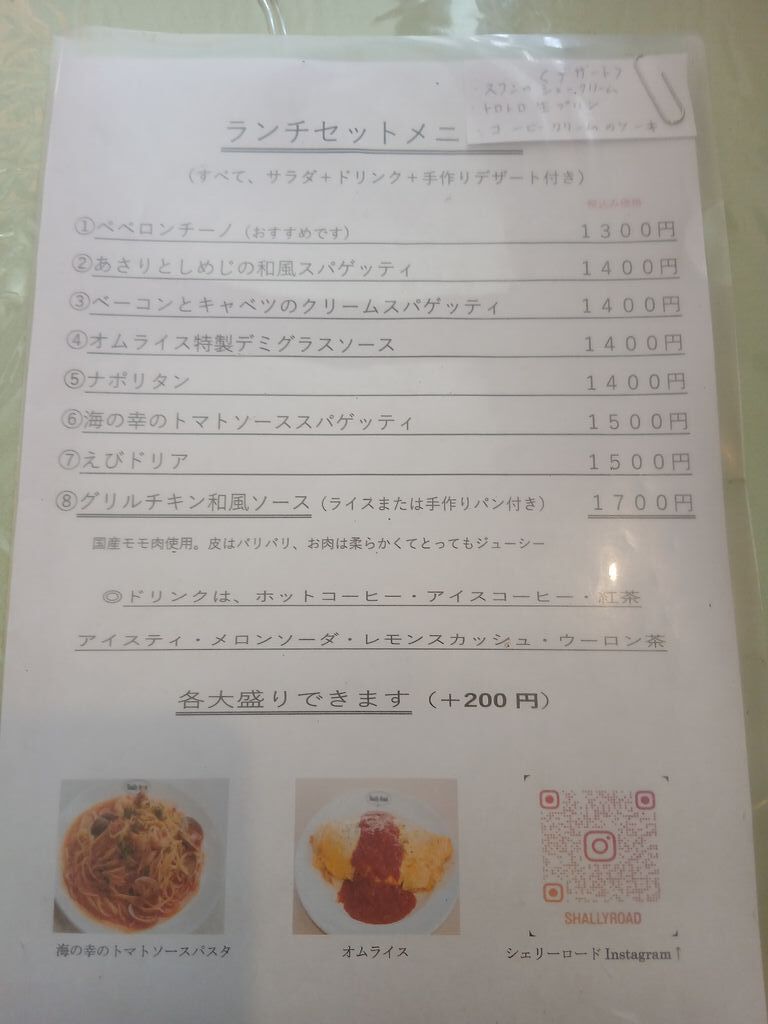 デザート
・トロトロ生プリン
ランチセットメニ
(すべて、サラダ+ドリンク+手作りデザート付き)
①ペペロンチーノ(おすすめです) 1300円
②あさりとしめじの和風スパゲッティ 1400円
③ベーコンとキャベツのクリームスパゲッティ 1400円
④オムライス特製デミグラスソース 1400円
⑤ナポリタン 1400円
⑥海の幸のトマトソーススパゲッティ 1500円
⑦えびドリア 1500円
⑧グリルチキン和風ソース(ライスまたは手作りパン付き) 1700円
国産モモ肉使用。皮はパリパリ、お肉は柔らかくてとってもジューシー
◎ドリンクは、ホットコーヒー・アイスコーヒー・紅茶
アイスティ・メロンソーダ・レモンスカッシュ・ウーロン茶
各大盛りできます(+200円)
SHALLYROAD
海の幸のトマトソースパスタ
オムライス
シェリーロード Instagram↑